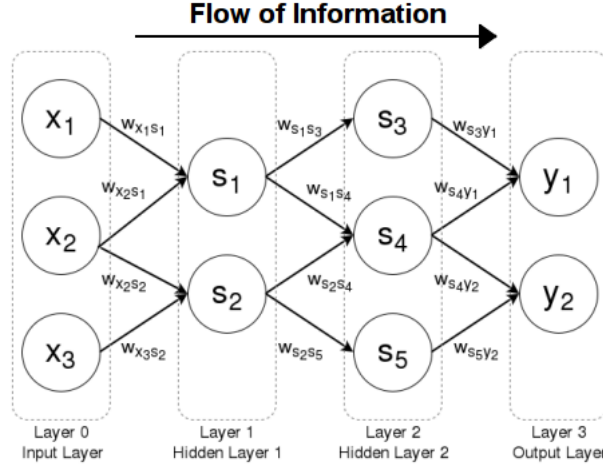 Flow of Information
x1
x2
x3
wx1s1
wx2s1
wx2s2
wx3s2
s1
s2
ws1s3
ws1s4
ws2s4
ws2s5
s3
s4
s5
ws3y1
ws4y1
ws4y2
ws5y2
y1
y2
Layer 0
Input Layer
Layer 1
Hidden Layer 1
Layer 2
Hidden Layer 2
Layer 3
Output Layer